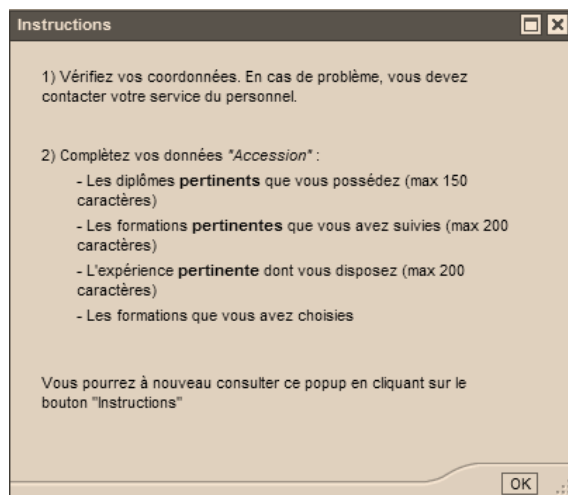 Instructions
1) Vérifiez vos coordonnées. En cas de problème, vous devez
contacter votre service du personnel.
2) Complètez vos données "Accession" :
- Les diplômes pertinents que vous possédez (max 150
caractères)
- Les formations pertinentes que vous avez suivies (max 200
caractères)
- L'expérience pertinente dont vous disposez (max 200
caractères)
- Les formations que vous avez choisies
Vous pourrez à nouveau consulter ce popup en cliquant sur le
bouton "Instructions"
OK